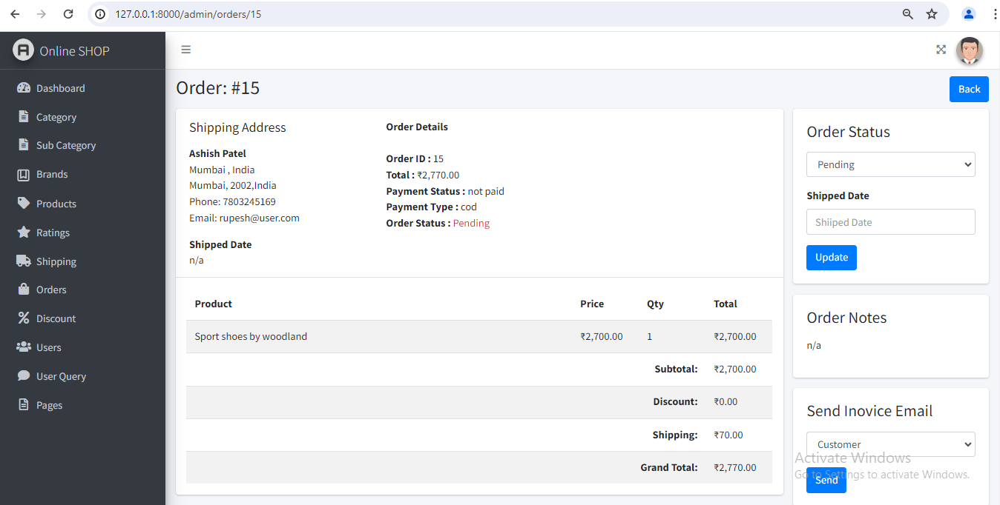 127.0.0.1:8000/admin/orders/15
Online SHOP
Dashboard
Category
Sub Category
Brands
Products
Ratings
Shipping
Orders
Discount
Users
User Query
Pages
Order: #15
Back
Shipping Address
Ashish Patel
Mumbai , India
Mumbai, 2002,India
Phone: 7803245169
Email: rupesh@user.com
Shipped Date
n/a
Order Details
Order ID : 15
Total : ₹2,770.00
Payment Status : not paid
Payment Type : cod
Order Status : Pending
Product Price Qty Total
Sport shoes by woodland ₹2,700.00 1 ₹2,700.00
Subtotal: ₹2,700.00
Discount: ₹0.00
Shipping: ₹70.00
Grand Total: ₹2,770.00
Order Status
Pending
Shipped Date
Shiiped Date
Update
Order Notes
n/a
Send Inovice Email
Customer
Send
Activate Windows
Go to Settings to activate Windows.